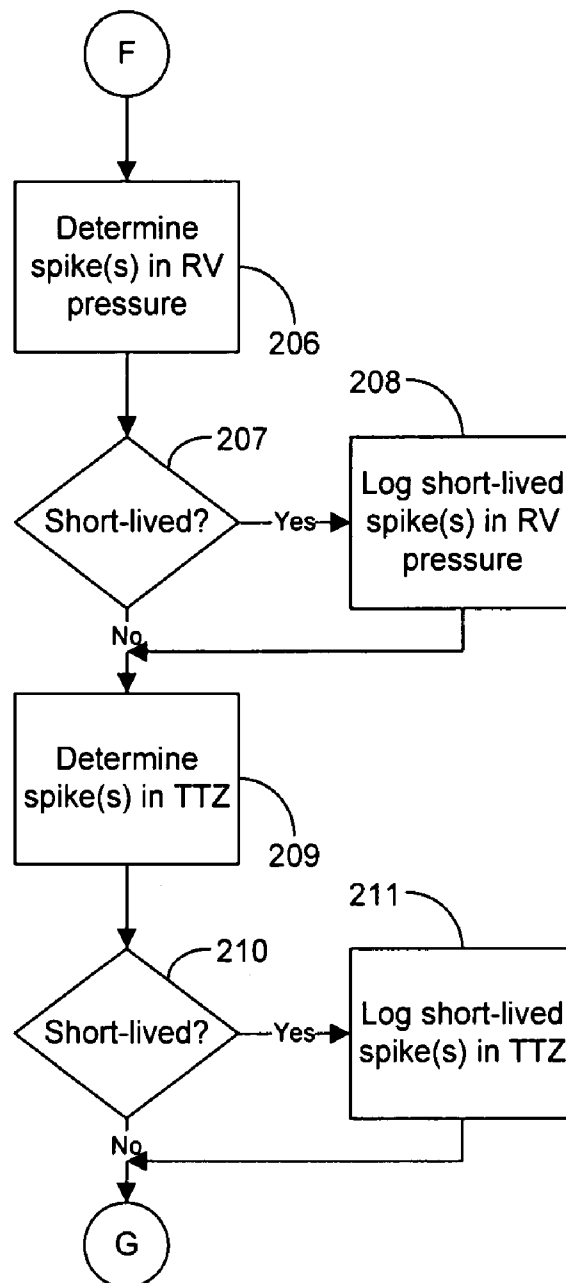 F
Determine
spike(s) in RV
pressure
206
207
208
Short-lived?
Yes
Log short-lived
spike(s) in RV
pressure
No
Determine
spike(s) in TTZ
209
210
211
Short-lived?
Yes
Log short-lived
spike(s) in TTZ
No
G